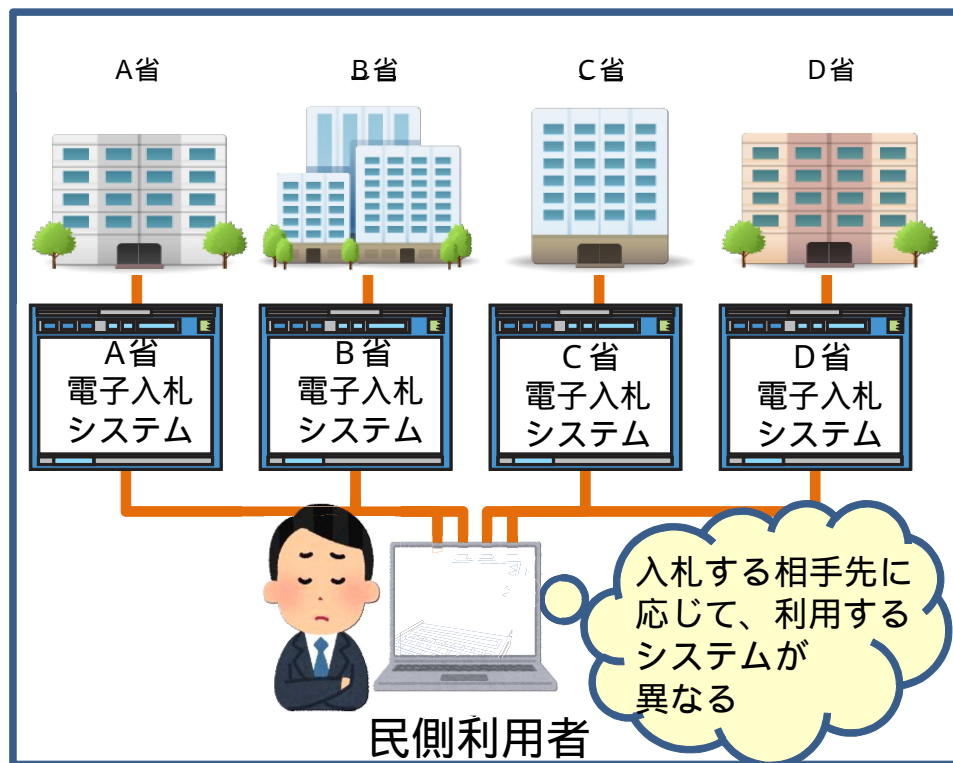 A省
B省
C省
D省
A省
電子入札
システム
B省
電子入札
システム
C省
電子入札
システム
D省
電子入札
システム
入札する相手先に
応じて、利用する
システムが
異なる
民側利用者